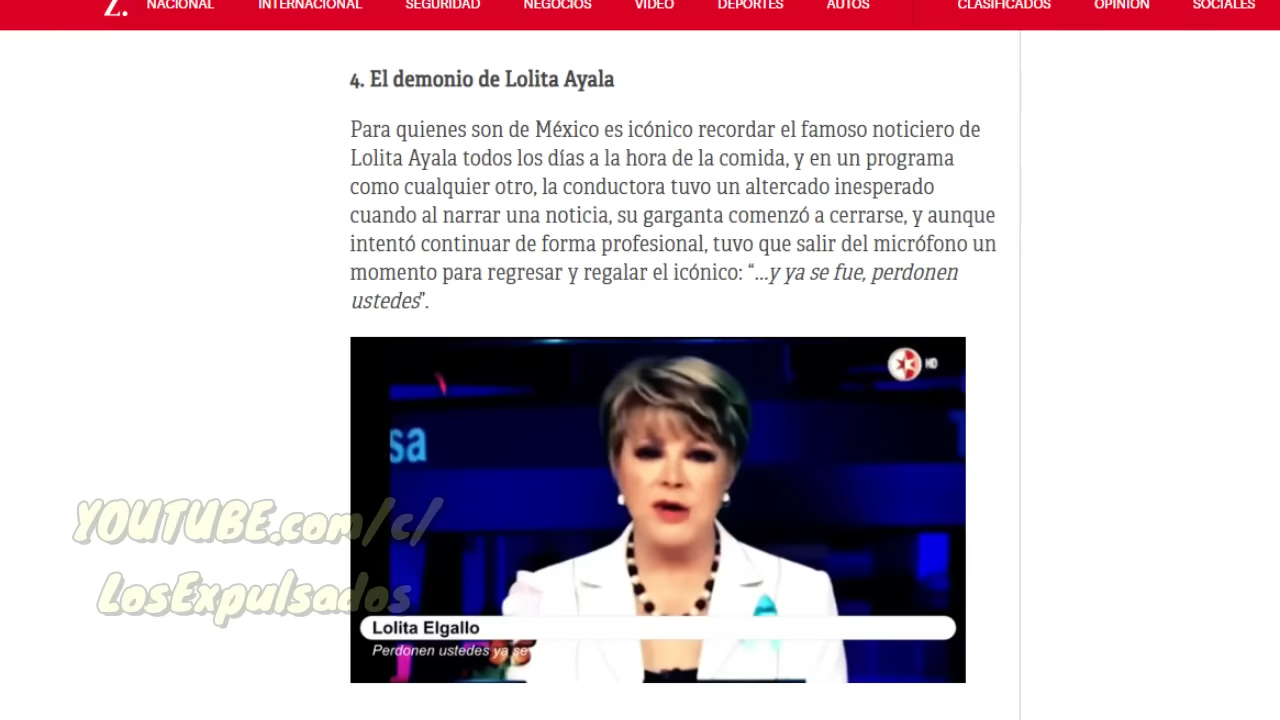 Z.
NACIONAL INTERNACIONAL SEGURIDAD NEGOCIOS VIDEO DEPORTES AUTOS CLASIFICADOS OPINIÓN SOCIALES
4. El demonio de Lolita Ayala
Para quienes son de México es icónico recordar el famoso noticiero de
Lolita Ayala todos los días a la hora de la comida, y en un programa
como cualquier otro, la conductora tuvo un altercado inesperado
cuando al narrar una noticia, su garganta comenzó a cerrarse, y aunque
intentó continuar de forma profesional, tuvo que salir del micrófono un
momento para regresar y regalar el icónico: “...y ya se fue, perdonen
ustedes”.
HD
sa
YOUTUBE.com/c/
LosExpulsados
Lolita Elgallo
Perdonen ustedes ya se